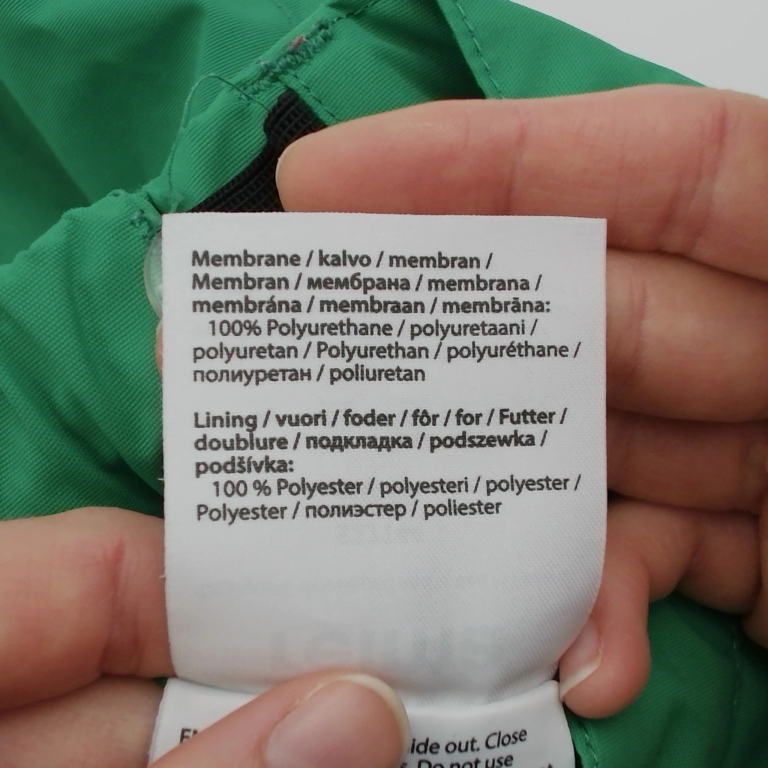 Membrane / kalvo / membran /
Membran / мембрана / membrana /
membrána / membraan / membrāna:
100% Polyurethane / polyuretaani /
polyuretan / Polyurethan / polyuréthane /
полиуретан / poliuretan
Lining / vuori / foder / fôr / for / Futter /
doublure / подкладка / podszewka /
podšívka:
100 % Polyester / polyesteri / polyester /
Polyester / полиэстер / poliester
out. Close
Do not use